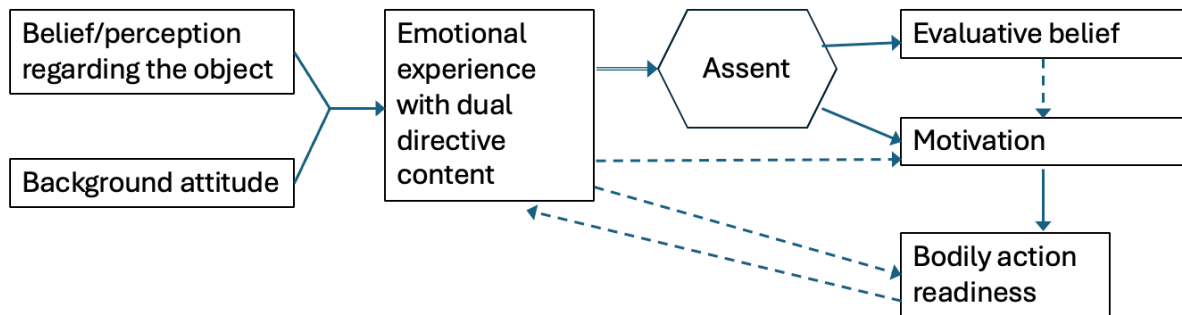 Belief/perception
regarding the object
Background attitude
Emotional
experience
with dual
directive
content
Assent
Evaluative belief
Motivation
Bodily action
readiness